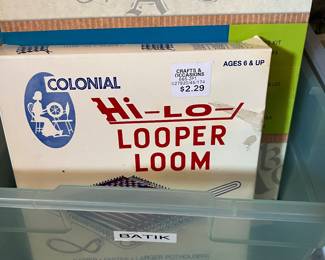 COLONIAL
CRAFTS &
OCCASIONS
$2.29
AGES 6 & UP
Hi-LO-
LOOPER
LOOM
BATIK